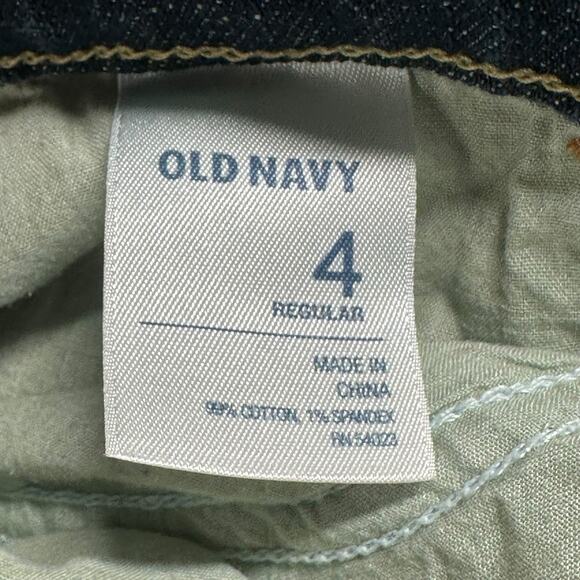 OLD NAVY
4
REGULAR
MADE IN
CHINA
99% COTTON, 1% SPANDEX
RN 54023